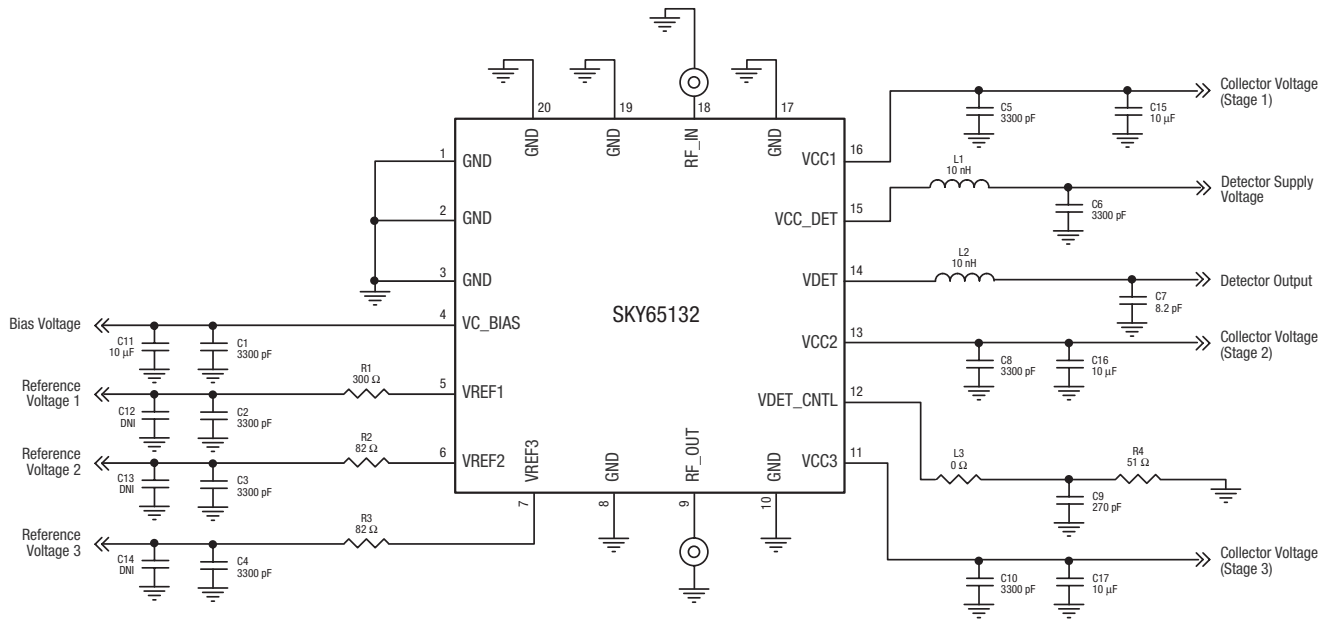 20
19
18
17
GND
GND
RF_IN
GND
1
GND
2
GND
3
GND
Bias Voltage
4
VC_BIAS
C11
10 µF
C1
3300 pF
Reference
Voltage 1
R1
300 Ω
5
VREF1
C12
DNI
C2
3300 pF
Reference
Voltage 2
R2
82 Ω
6
VREF2
C13
DNI
C3
3300 pF
Reference
Voltage 3
R3
82 Ω
C14
DNI
C4
3300 pF
SKY65132
VREF3
GND
RF_OUT
GND
7
8
9
10
16
VCC1
C5
3300 pF
C15
10 µF
Collector Voltage
(Stage 1)
15
VCC_DET
L1
10 nH
C6
3300 pF
Detector Supply
Voltage
14
VDET
L2
10 nH
C7
8.2 pF
Detector Output
13
VCC2
C8
3300 pF
C16
10 µF
Collector Voltage
(Stage 2)
12
VDET_CNTL
L3
0 Ω
C9
270 pF
R4
51 Ω
11
VCC3
C10
3300 pF
C17
10 µF
Collector Voltage
(Stage 3)